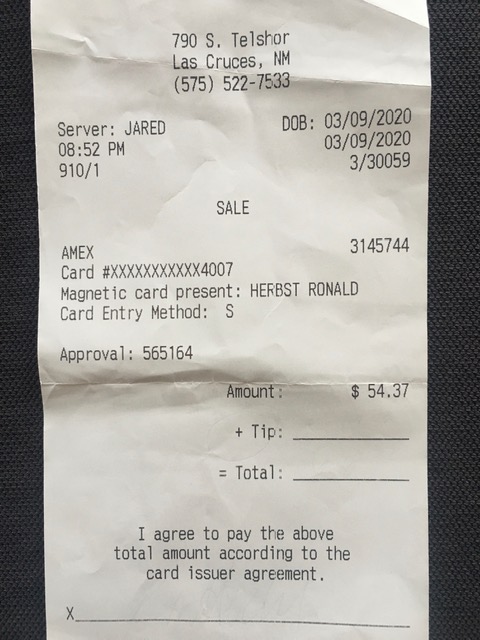 790 S. Telshor
Las Cruces, NM
(575) 522-7533
Server: JARED DOB: 03/09/2020
08:52 PM 03/09/2020
910/1 3/30059
SALE
AMEX 3145744
Card #XXXXXXXXXXX4007
Magnetic card present: HERBST RONALD
Card Entry Method: S
Approval: 565164
Amount: $ 54.37
+ Tip: ____________
= Total: ____________
I agree to pay the above
total amount according to the
card issuer agreement.
X__________________________________